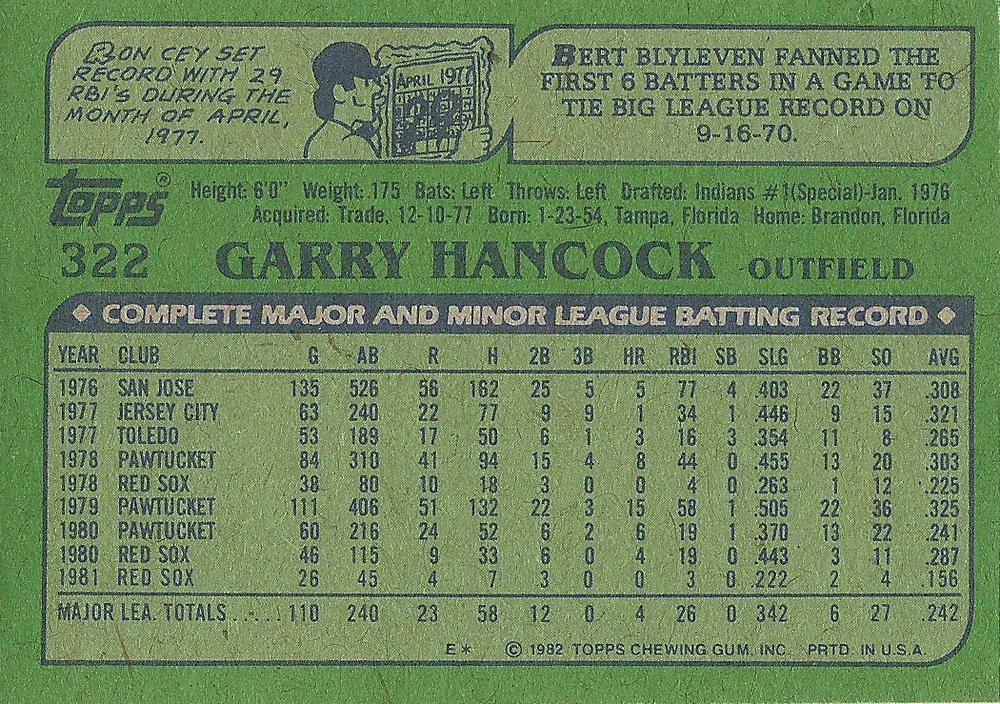 RON CEY SET
RECORD WITH 29
RBI'S DURING THE
MONTH OF APRIL,
1977.
APRIL 1977
29
BERT BLYLEVEN FANNED THE
FIRST 6 BATTERS IN A GAME TO
TIE BIG LEAGUE RECORD ON
9-16-70.
TOPPS® Height: 6'0" Weight: 175 Bats: Left Throws: Left Drafted: Indians #1(Special)-Jan. 1976
Acquired: Trade, 12-10-77 Born: 1-23-54, Tampa, Florida Home: Brandon, Florida
322 GARRY HANCOCK OUTFIELD
COMPLETE MAJOR AND MINOR LEAGUE BATTING RECORD
YEAR CLUB G AB R H 2B 3B HR RBI SB SLG BB SO AVG
1976 SAN JOSE 135 526 56 162 25 5 5 77 4 .403 22 37 .308
1977 JERSEY CITY 63 240 22 77 9 9 1 34 1 .446 9 15 .321
1977 TOLEDO 53 189 17 50 6 1 3 16 3 .354 11 8 .265
1978 PAWTUCKET 84 310 41 94 15 4 8 44 0 .455 13 20 .303
1978 RED SOX 38 80 10 18 3 0 0 4 0 .263 1 12 .225
1979 PAWTUCKET 111 406 51 132 22 3 15 58 1 .505 22 36 .325
1980 PAWTUCKET 60 216 24 52 6 2 6 19 1 .370 13 22 .241
1980 RED SOX 46 115 9 33 6 0 4 19 0 .443 3 11 .287
1981 RED SOX 26 45 4 7 3 0 0 3 0 .222 2 4 .156
MAJOR LEA. TOTALS ..... 110 240 23 58 12 0 4 26 0 .342 6 27 .242
E* © 1982 TOPPS CHEWING GUM, INC. PRTD. IN U.S.A.